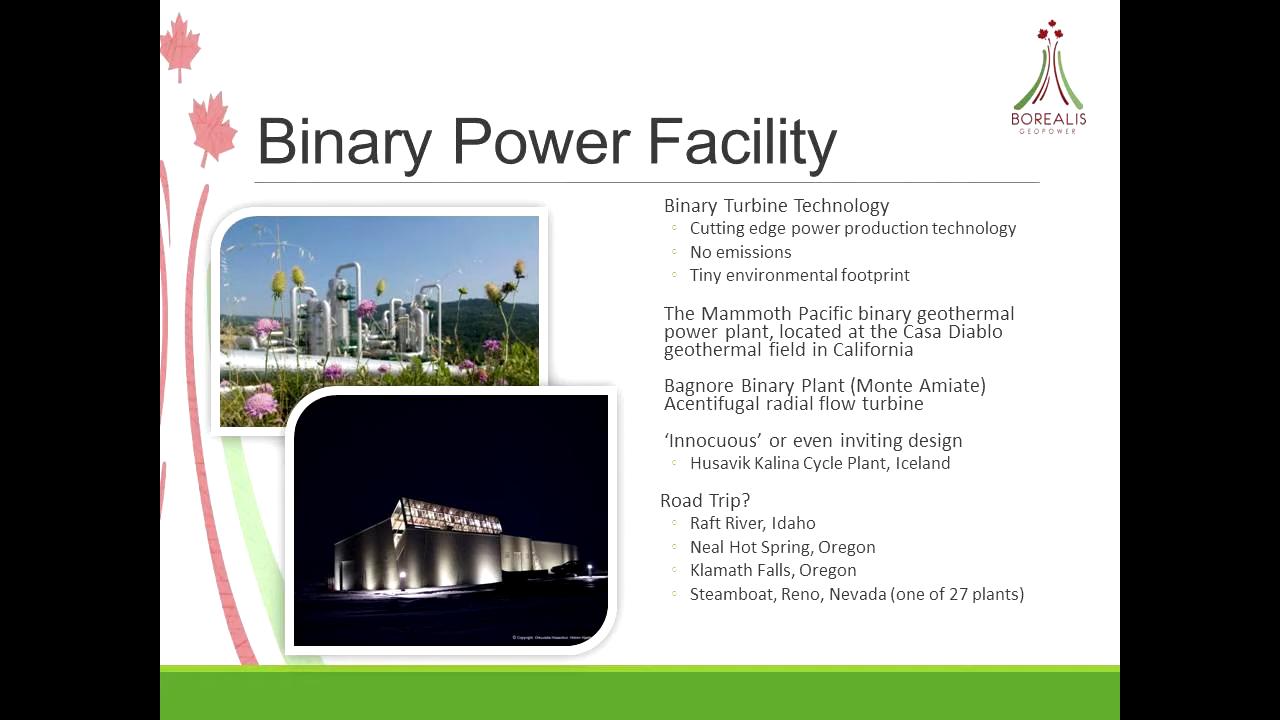 BOREALIS
GEOPOWER
Binary Power Facility
Binary Turbine Technology
◦ Cutting edge power production technology
◦ No emissions
◦ Tiny environmental footprint
The Mammoth Pacific binary geothermal
power plant, located at the Casa Diablo
geothermal field in California
Bagnore Binary Plant (Monte Amiate)
Acentifugal radial flow turbine
‘Innocuous’ or even inviting design
◦ Husavik Kalina Cycle Plant, Iceland
Road Trip?
◦ Raft River, Idaho
◦ Neal Hot Spring, Oregon
◦ Klamath Falls, Oregon
◦ Steamboat, Reno, Nevada (one of 27 plants)
© Copyright